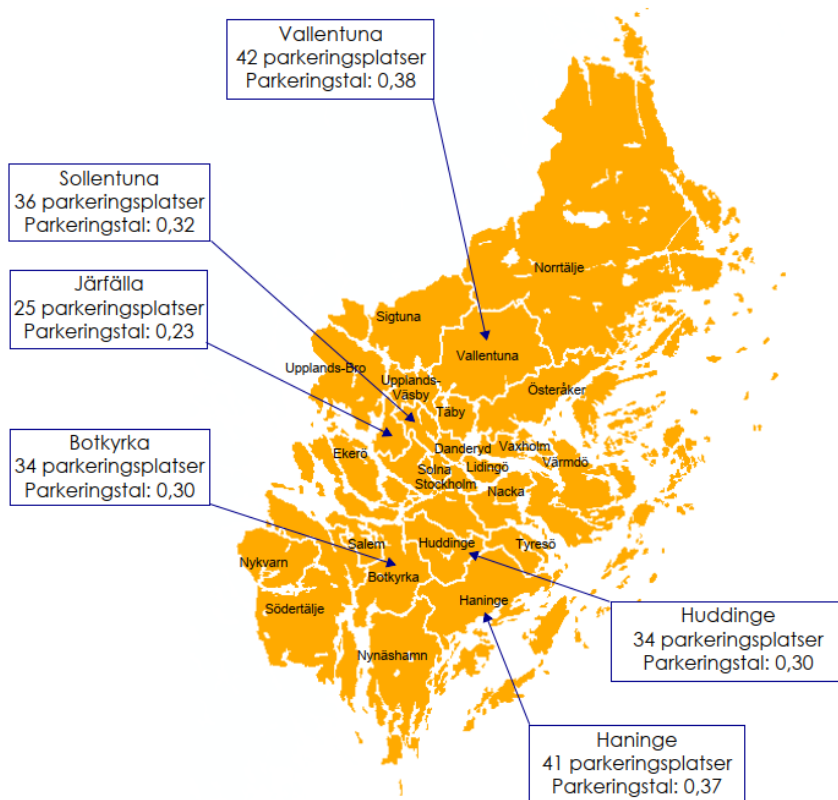 Vallentuna
42 parkeringsplatser
Parkeringstal: 0,38
Sollentuna
36 parkeringsplatser
Parkeringstal: 0,32
Järfälla
25 parkeringsplatser
Parkeringstal: 0,23
Botkyrka
34 parkeringsplatser
Parkeringstal: 0,30
Norrtälje
Sigtuna
Vallentuna
Upplands-Bro
Upplands-
Väsby
Österåker
Täby
Ekerö
Danderyd
Vaxholm
Solna
Lidingö
Värmdö
Stockholm
Nacka
Salem
Huddinge
Tyresö
Nykvarn
Botkyrka
Södertälje
Haninge
Nynäshamn
Huddinge
34 parkeringsplatser
Parkeringstal: 0,30
Haninge
41 parkeringsplatser
Parkeringstal: 0,37